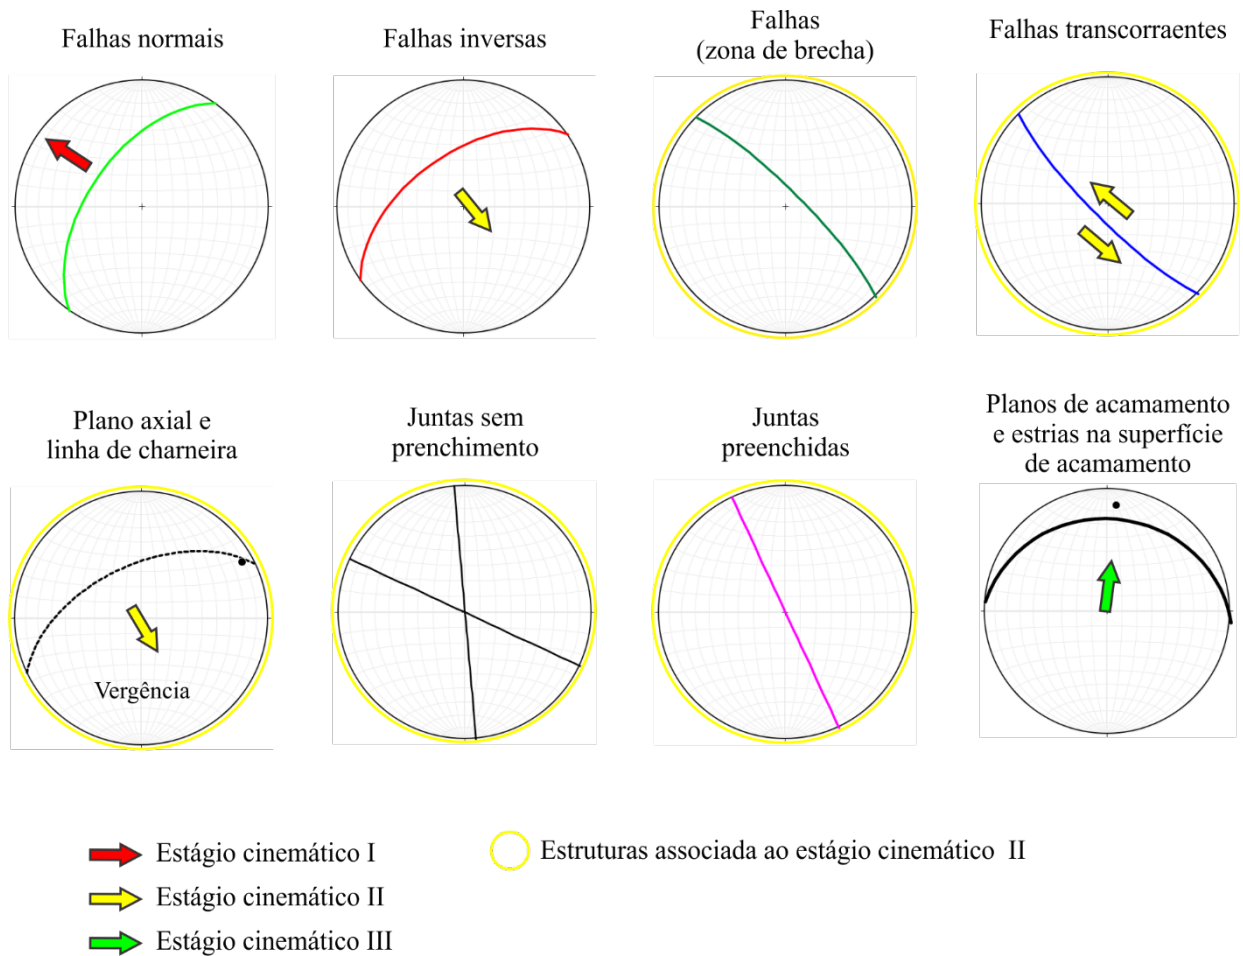 Falhas normais
Falhas inversas
Falhas
(zona de brecha)
Falhas transcorraentes
Plano axial e
linha de charneira
Juntas sem
prenchimento
Juntas
preenchidas
Planos de acamamento
e estrias na superfície
de acamamento
Vergência
Estágio cinemático I
Estágio cinemático II
Estágio cinemático III
Estruturas associada ao estágio cinemático II